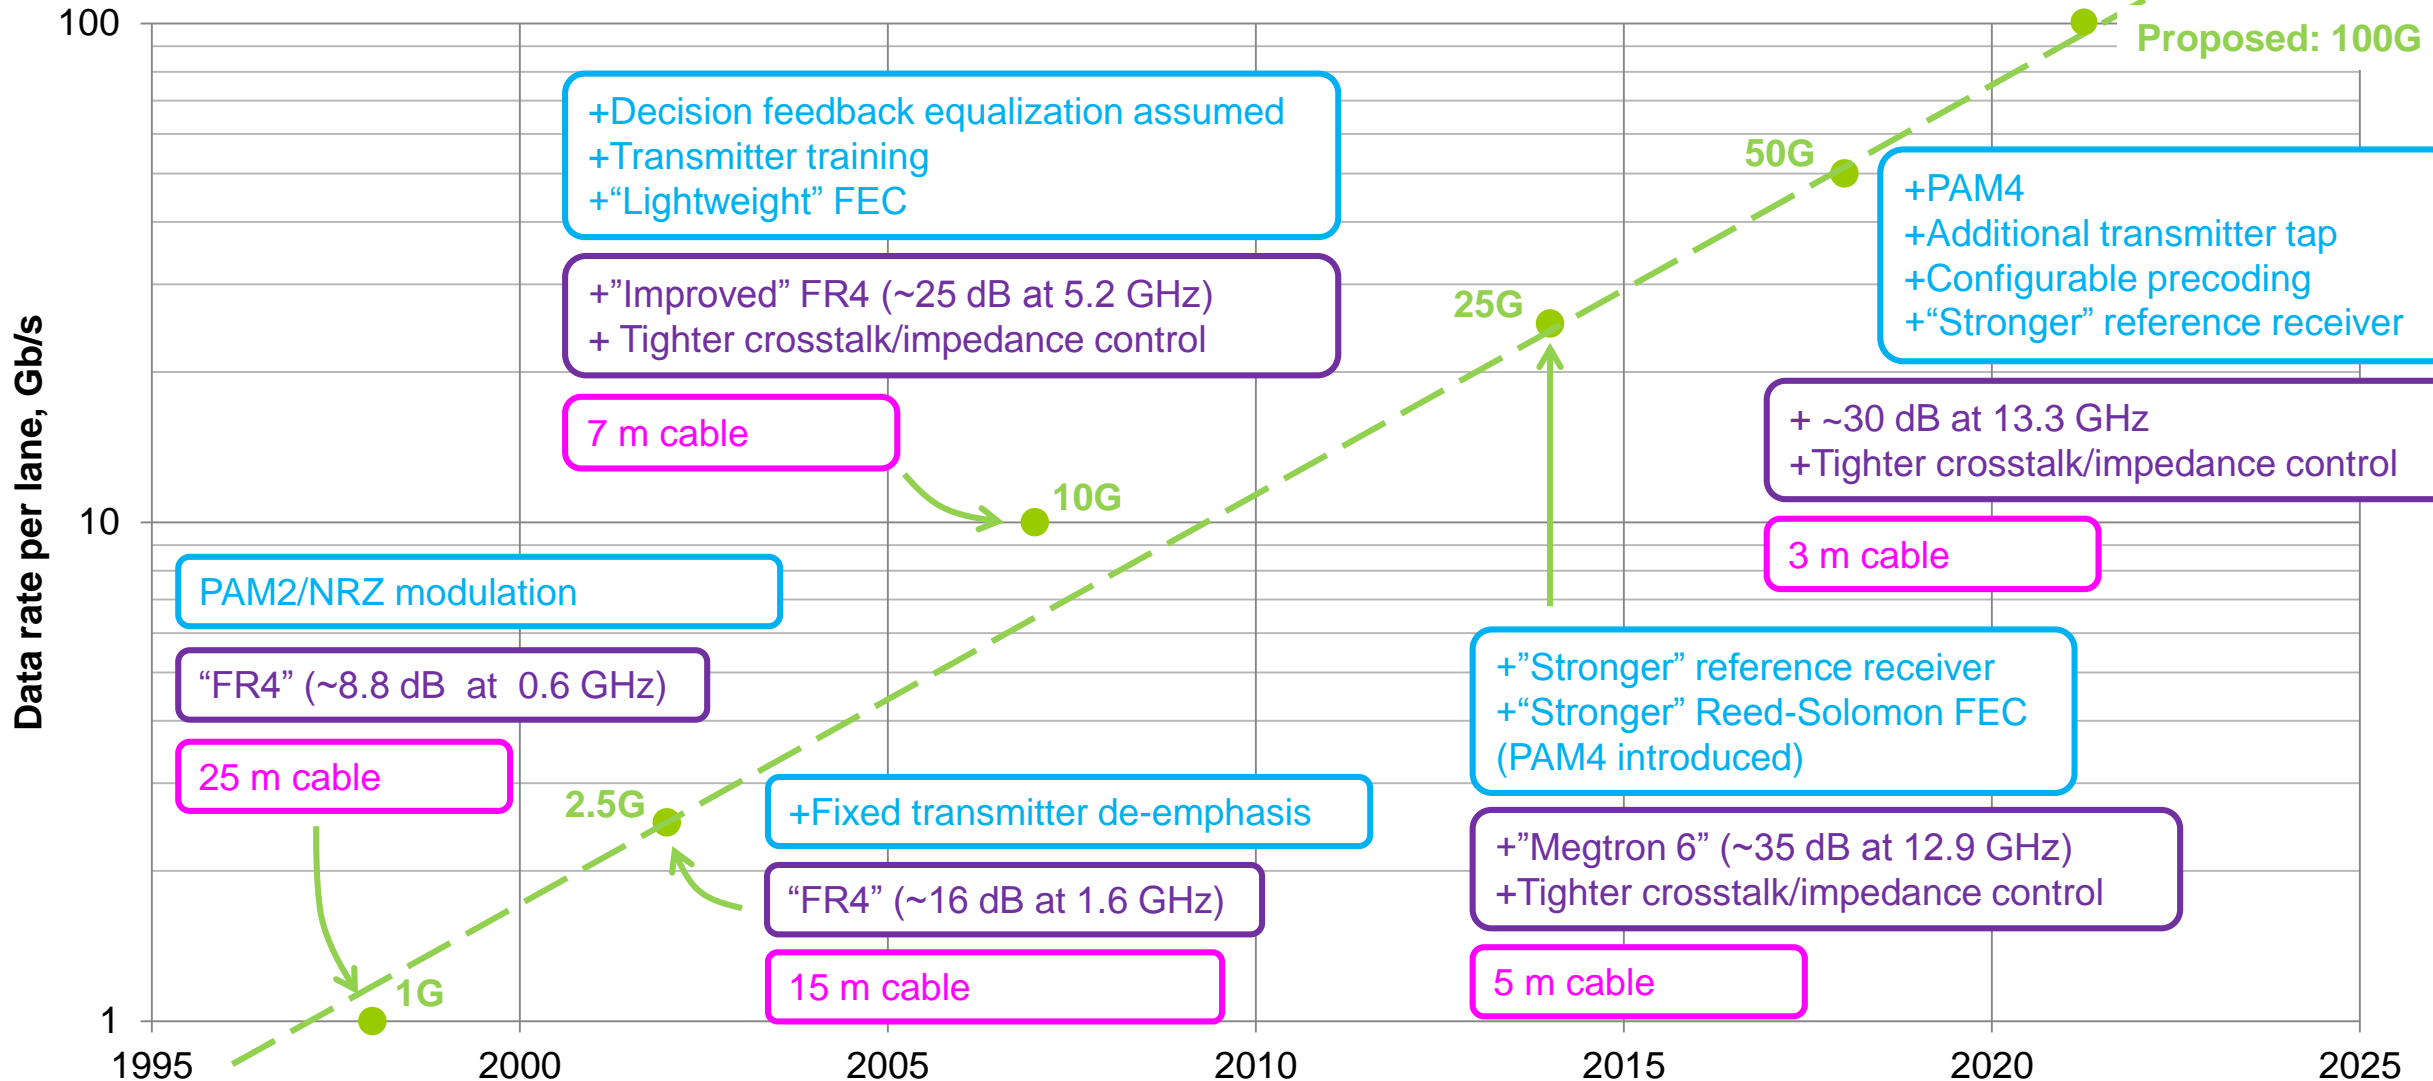 100
Proposed: 100G
+Decision feedback equalization assumed
+Transmitter training
+“Lightweight” FEC
50G
+PAM4
+Additional transmitter tap
+Configurable precoding
+“Stronger” reference receiver
+”Improved” FR4 (~25 dB at 5.2 GHz)
+ Tighter crosstalk/impedance control
25G
7 m cable
+ ~30 dB at 13.3 GHz
+Tighter crosstalk/impedance control
10G
3 m cable
Data rate per lane, Gb/s
10
PAM2/NRZ modulation
“FR4” (~8.8 dB at 0.6 GHz)
25 m cable
+”Stronger” reference receiver
+“Stronger” Reed-Solomon FEC
(PAM4 introduced)
2.5G
+Fixed transmitter de-emphasis
“FR4” (~16 dB at 1.6 GHz)
15 m cable
+”Megtron 6” (~35 dB at 12.9 GHz)
+Tighter crosstalk/impedance control
5 m cable
1G
1
1995
2000
2005
2010
2015
2020
2025